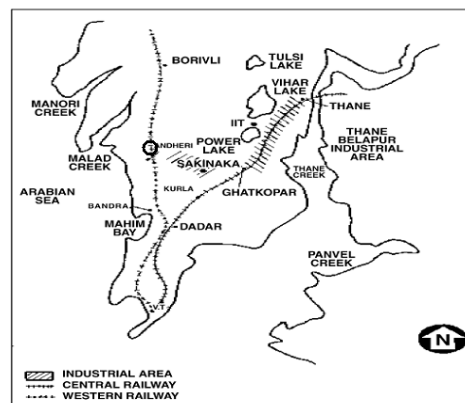 BORIVLI
TULSI
LAKE
VIHAR
LAKE
MANORI
CREEK
THANE
IIT
ANDHERI
POWER
LAKE
THANE
BELAPUR
INDUSTRIAL
AREA
MALAD
CREEK
SAKINAKA
THANE
CREEK
ARABIAN
SEA
KURLA
GHATKOPAR
BANDRA
MAHIM
BAY
DADAR
PANVEL
CREEK
V.T.
N
INDUSTRIAL AREA
CENTRAL RAILWAY
WESTERN RAILWAY